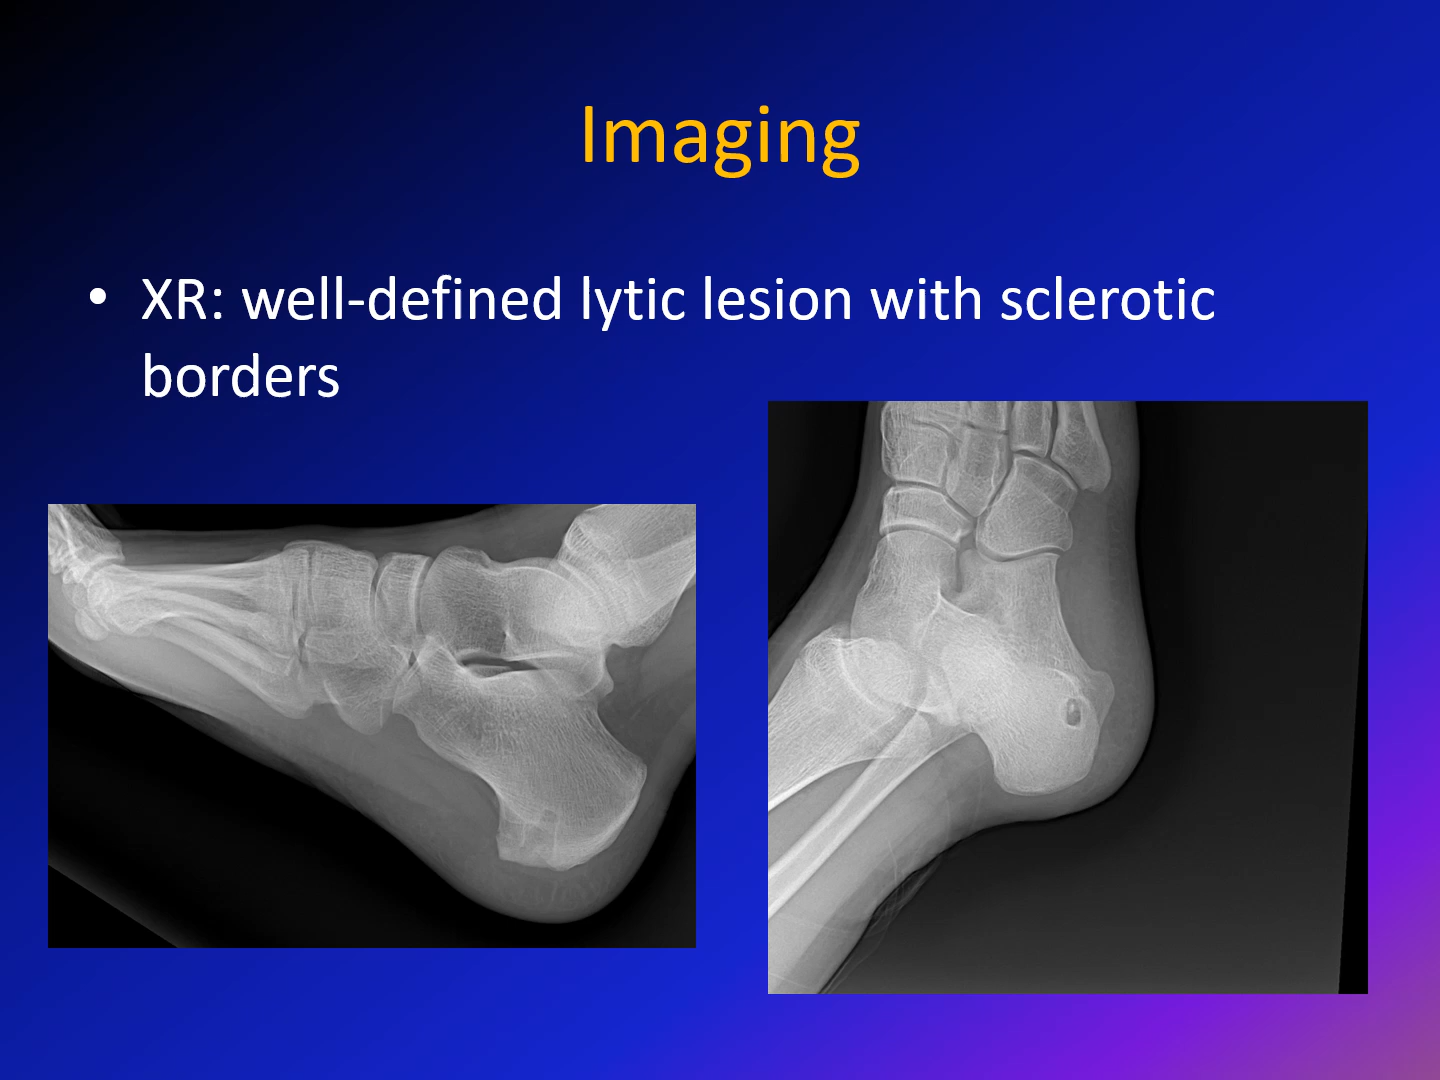 Imaging
• XR: well-defined lytic lesion with sclerotic
borders